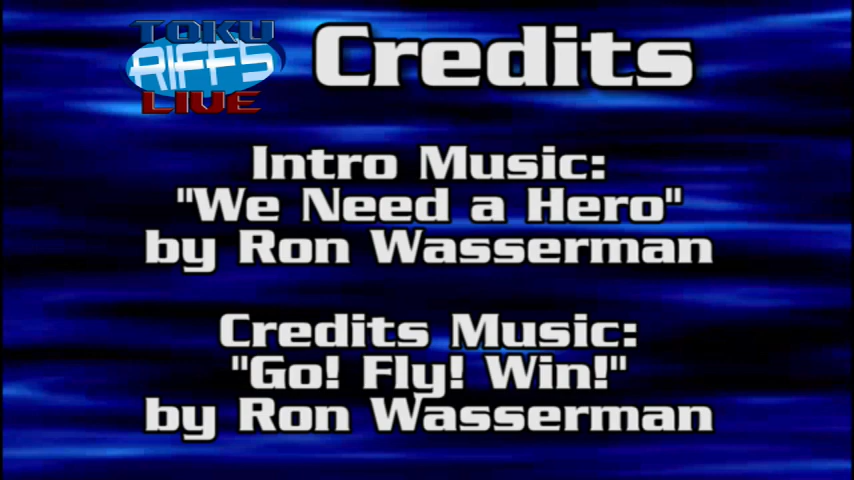 TOKU
RIFFS
LIVE
Credits
Intro Music:
"We Need a Hero"
by Ron Wasserman
Credits Music:
"Go! Fly! Win!"
by Ron Wasserman